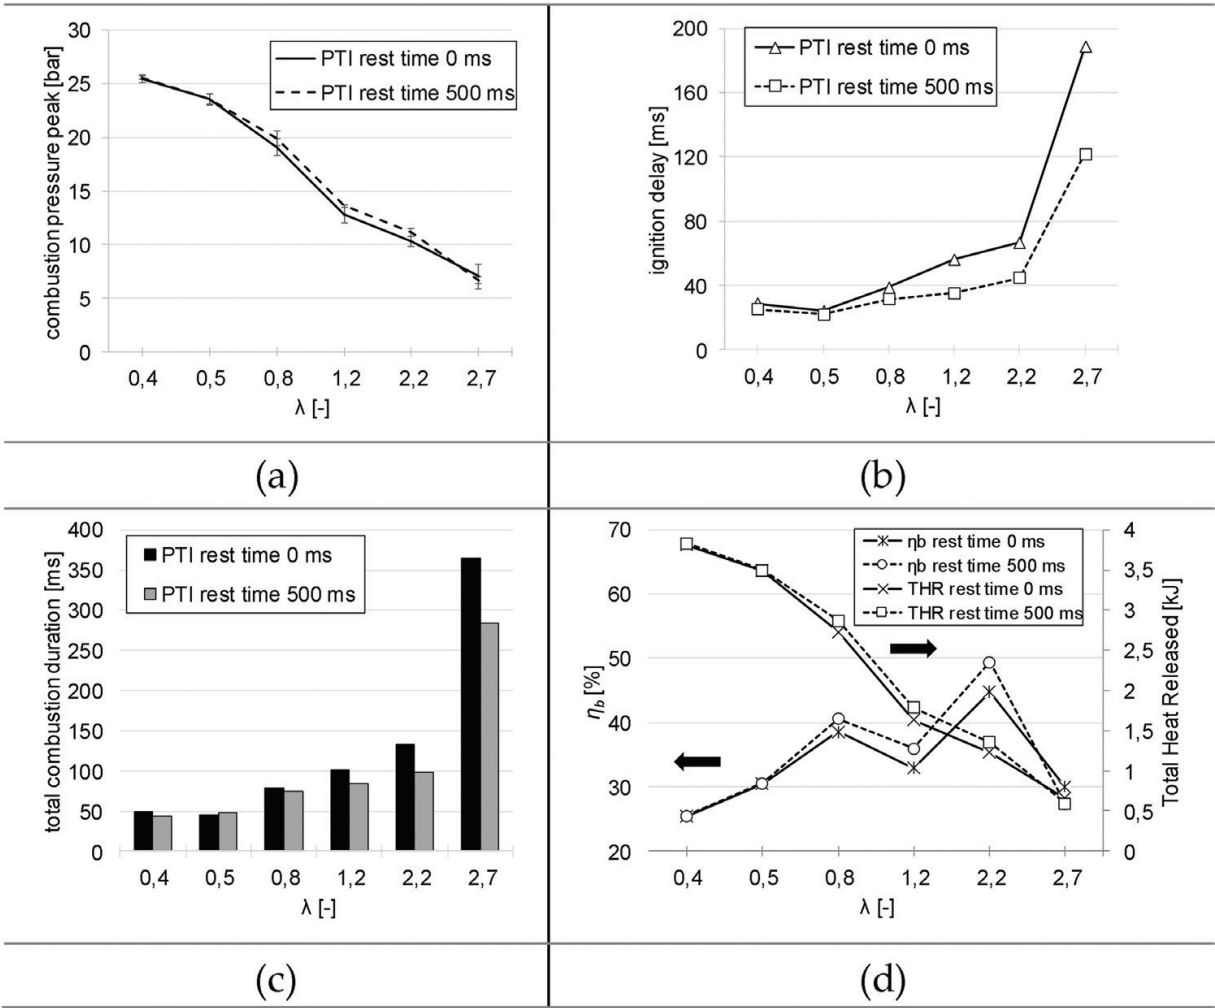 30
25
20
15
10
5
0
combustion pressure peak [bar]
PTI rest time 0 ms
PTI rest time 500 ms
0,4 0,5 0,8 1,2 2,2 2,7
λ [-]
(a)
200
160
120
80
40
0
ignition delay [ms]
PTI rest time 0 ms
PTI rest time 500 ms
0,4 0,5 0,8 1,2 2,2 2,7
λ [-]
(b)
400
350
300
250
200
150
100
50
0
total combustion duration [ms]
PTI rest time 0 ms
PTI rest time 500 ms
0,4 0,5 0,8 1,2 2,2 2,7
λ [-]
(c)
70
60
50
40
30
20
ηb [%]
ηb rest time 0 ms
ηb rest time 500 ms
THR rest time 0 ms
THR rest time 500 ms
4
3,5
3
2,5
2
1,5
1
0,5
0
Total Heat Released [kJ]
0,4 0,5 0,8 1,2 2,2 2,7
λ [-]
(d)